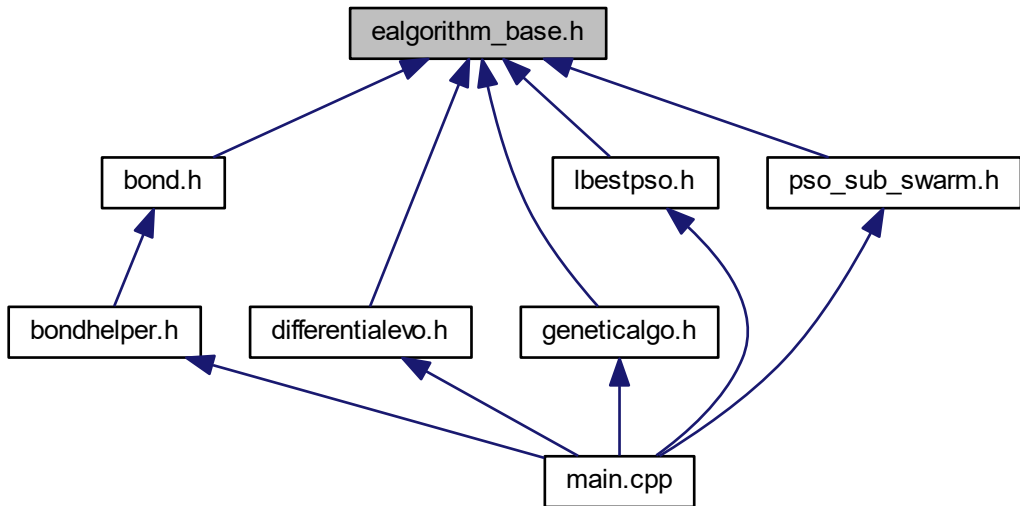 ealgorithm_base.h
bond.h
lbestpso.h
pso_sub_swarm.h
bondhelper.h
differentialevo.h
geneticalgo.h
main.cpp